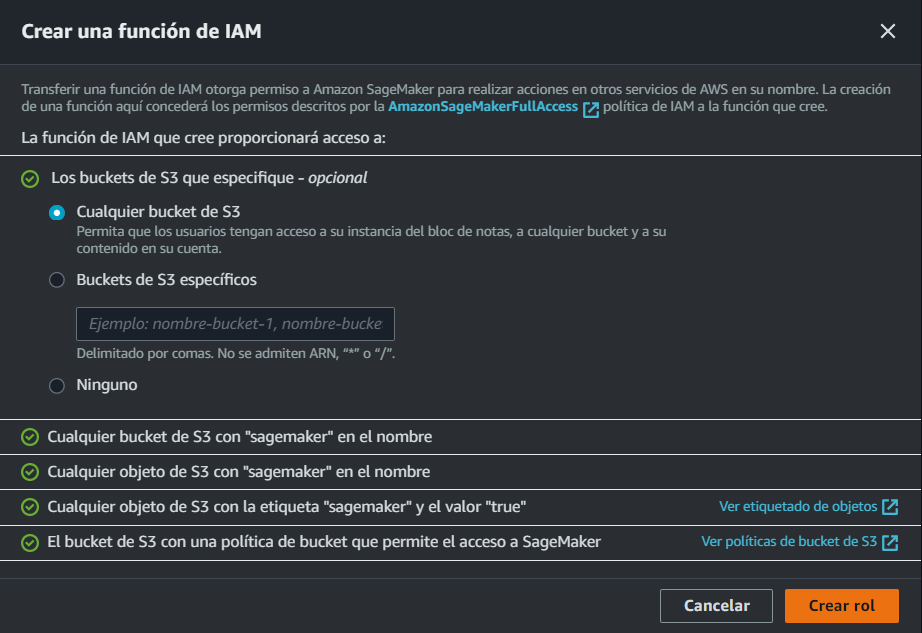 Crear una función de IAM
Transferir una función de IAM otorga permiso a Amazon SageMaker para realizar acciones en otros servicios de AWS en su nombre. La creación
de una función aquí concederá los permisos descritos por la AmazonSageMakerFullAccess política de IAM a la función que cree.
La función de IAM que cree proporcionará acceso a:
Los buckets de S3 que especifique - opcional
Cualquier bucket de S3
Permita que los usuarios tengan acceso a su instancia del bloc de notas, a cualquier bucket y a su
contenido en su cuenta.
Buckets de S3 específicos
Ejemplo: nombre-bucket-1, nombre-bucke
Delimitado por comas. No se admiten ARN, “*” o “/”.
Ninguno
Cualquier bucket de S3 con "sagemaker" en el nombre
Cualquier objeto de S3 con "sagemaker" en el nombre
Cualquier objeto de S3 con la etiqueta "sagemaker" y el valor "true" Ver etiquetado de objetos
El bucket de S3 con una política de bucket que permite el acceso a SageMaker Ver políticas de bucket de S3
Cancelar Crear rol